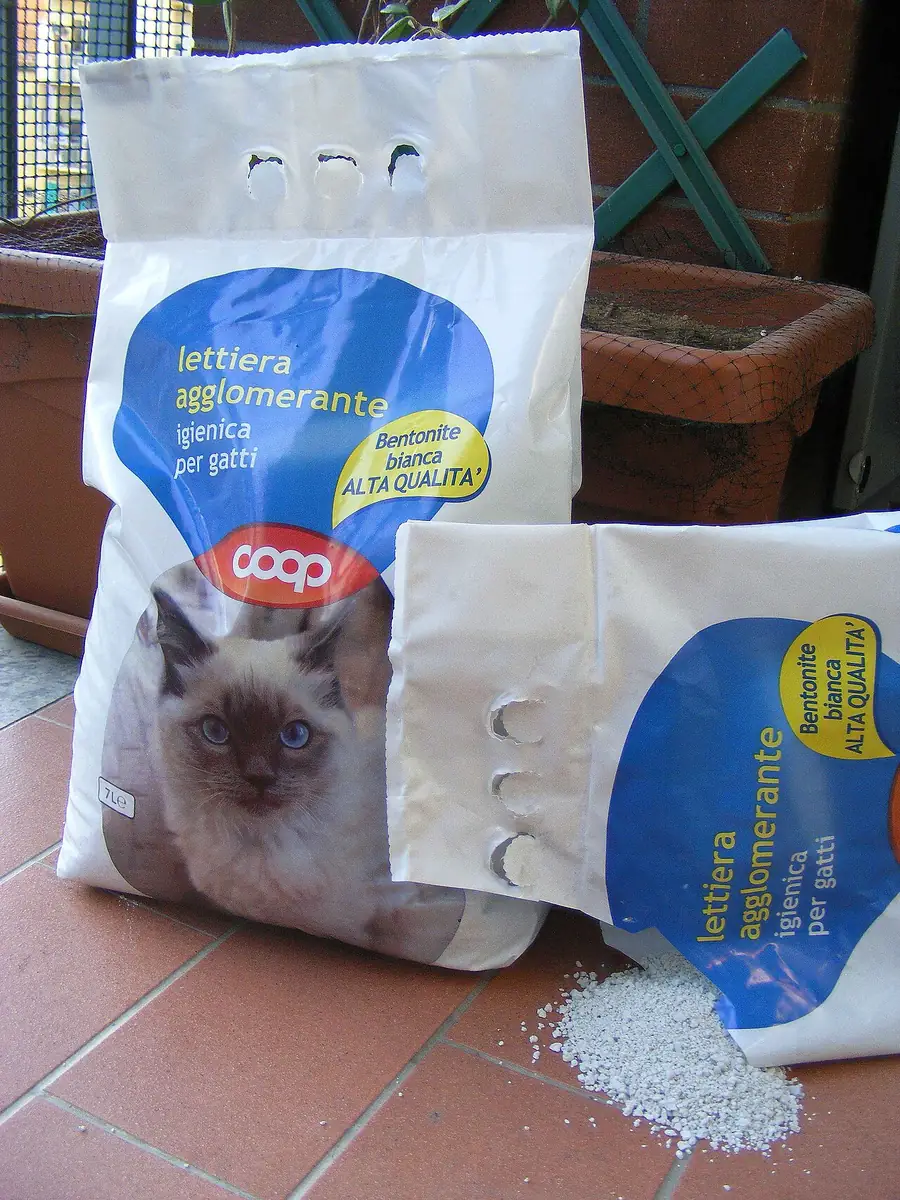 lettiera
agglomerante
igienica
per gatti
Bentonite
bianca
ALTA QUALITA'
coop
7L℮
Bentonite
bianca
ALTA QUALITA'
lettiera
agglomerante
igienica
per gatti